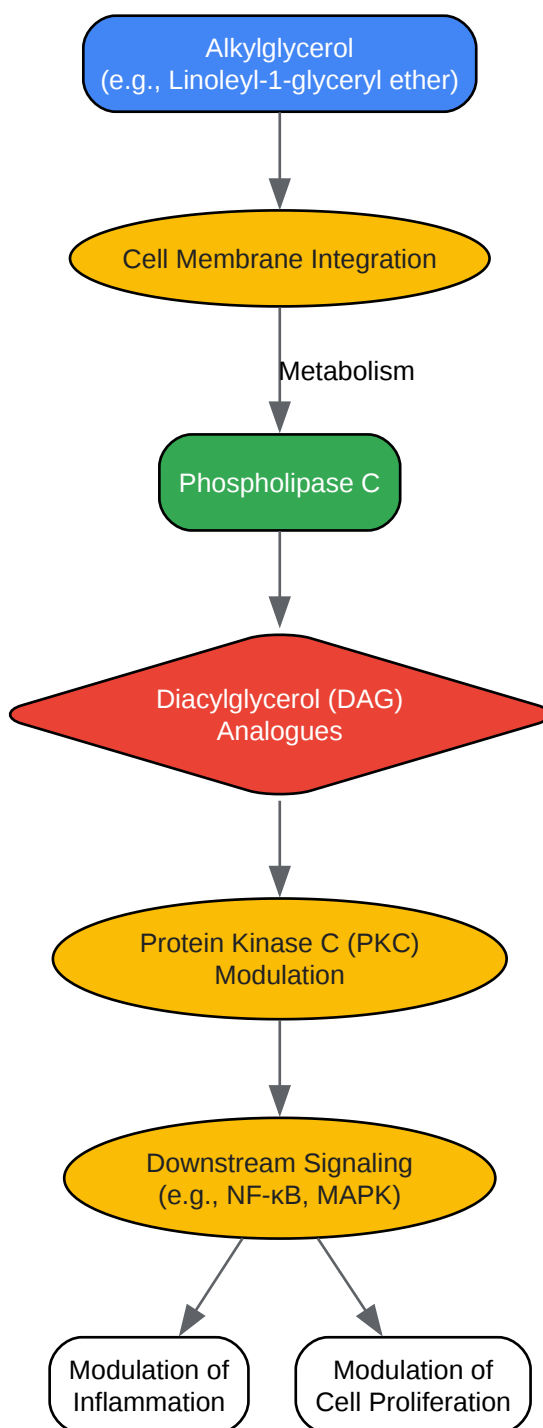 Alkylglycerol
(e.g., Linoleyl-1-glyceryl ether)
Cell Membrane Integration
Metabolism
Phospholipase C
Diacylglycerol (DAG)
Analogues
Protein Kinase C (PKC)
Modulation
Downstream Signaling
(e.g., NF-κB, MAPK)
Modulation of
Inflammation
Modulation of
Cell Proliferation